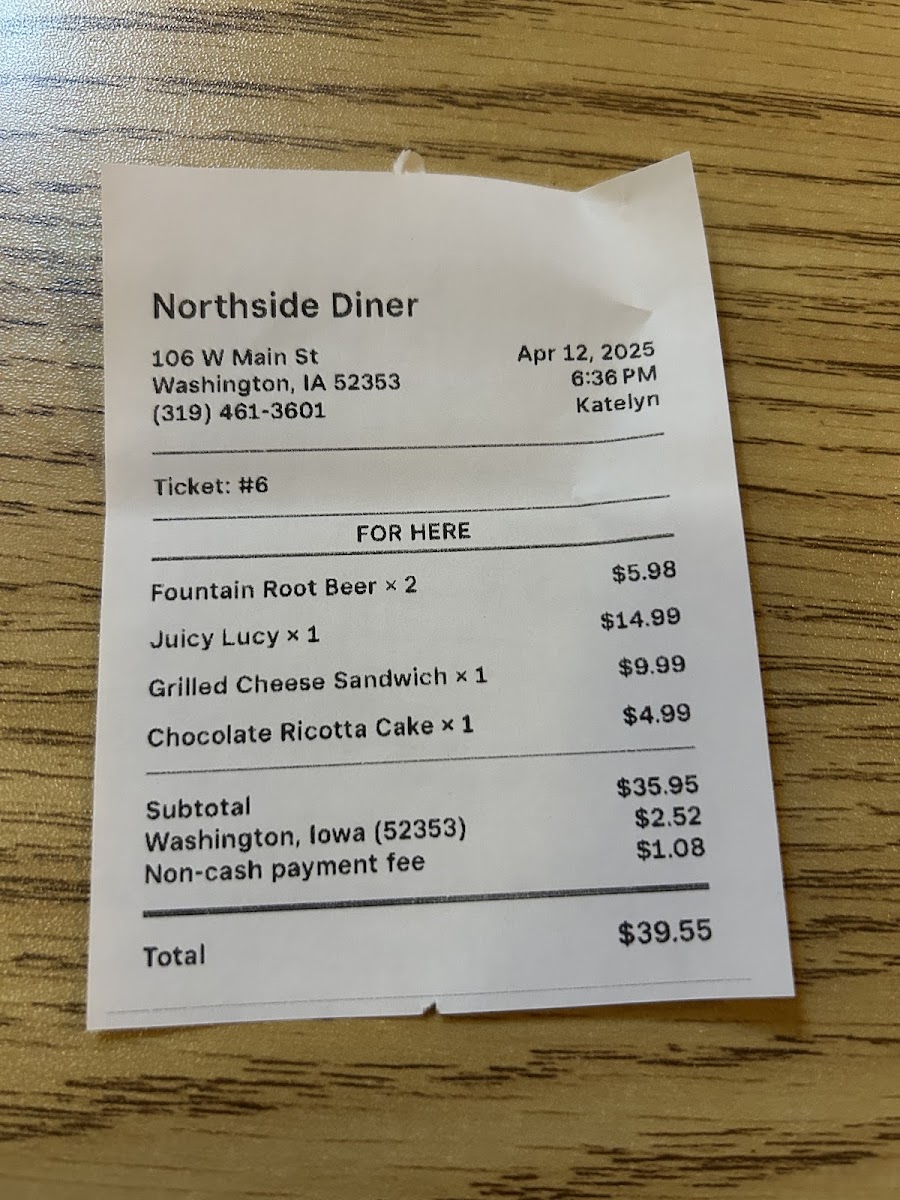 Northside Diner
106 W Main St
Washington, IA 52353
(319) 461-3601
Apr 12, 2025
6:36 PM
Katelyn
Ticket: #6
FOR HERE
Fountain Root Beer × 2 $5.98
Juicy Lucy × 1 $14.99
Grilled Cheese Sandwich × 1 $9.99
Chocolate Ricotta Cake × 1 $4.99
Subtotal $35.95
Washington, Iowa (52353) $2.52
Non-cash payment fee $1.08
Total $39.55